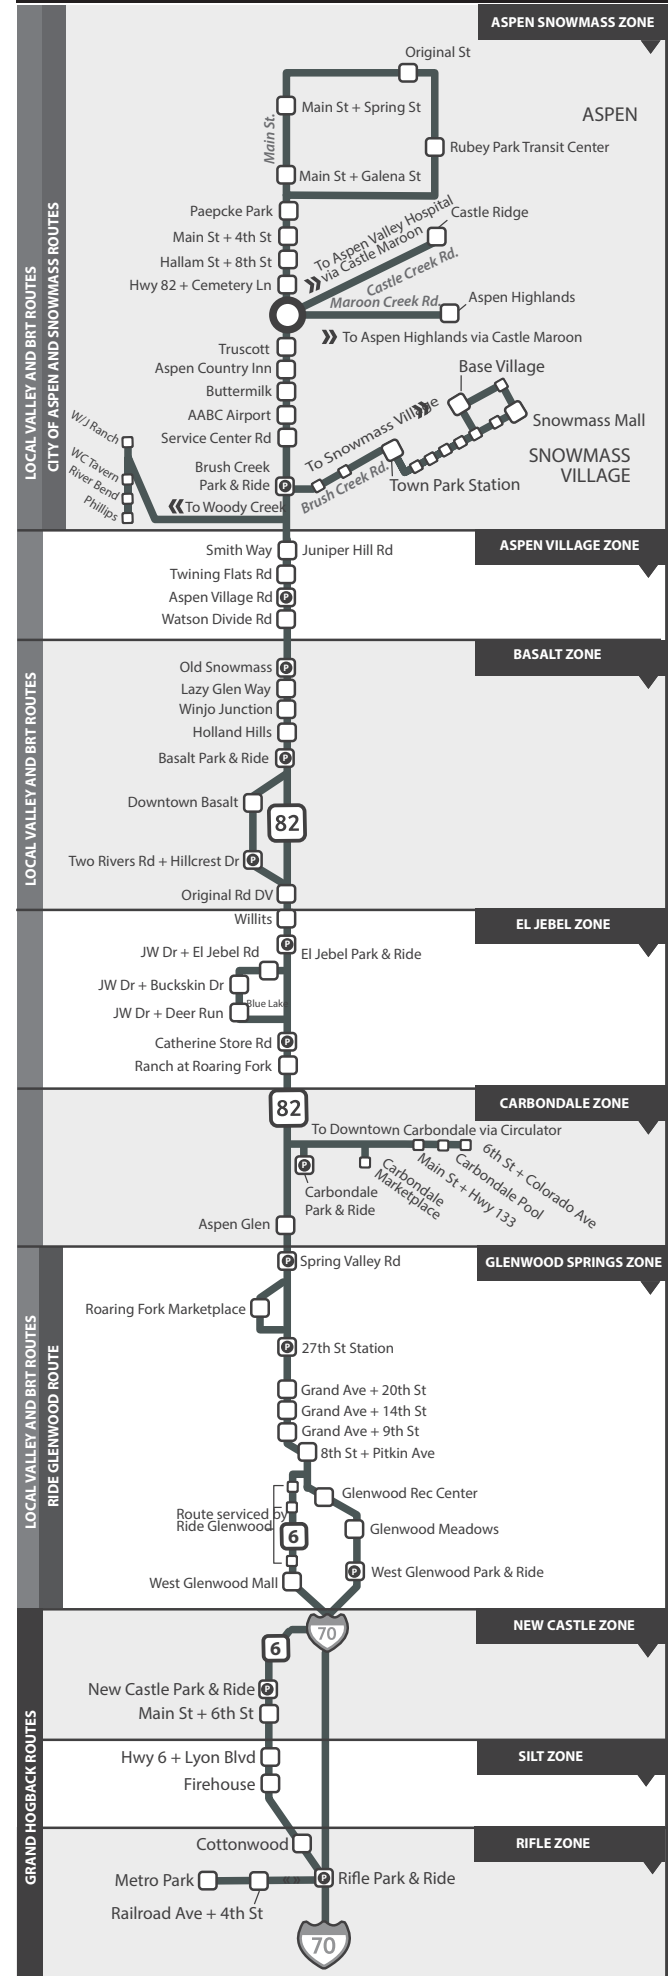 ASPEN SNOWMASS ZONE
LOCAL VALLEY AND BRT ROUTES
CITY OF ASPEN AND SNOWMASS ROUTES
Original St
Main St.
Main St + Spring St
ASPEN
Rubey Park Transit Center
Main St + Galena St
Paepcke Park
Main St + 4th St
Hallam St + 8th St
Hwy 82 + Cemetery Ln
To Aspen Valley Hospital
via Castle Maroon
Castle Ridge
Castle Creek Rd.
Maroon Creek Rd.
Aspen Highlands
To Aspen Highlands via Castle Maroon
Truscott
Aspen Country Inn
Buttermilk
AABC Airport
Service Center Rd
Brush Creek
Park & Ride
P
To Snowmass Village
Brush Creek Rd.
Base Village
Snowmass Mall
SNOWMASS
VILLAGE
Town Park Station
W/J Ranch
WC Tavern
River Bend
Phillips
To Woody Creek
ASPEN VILLAGE ZONE
Smith Way
Juniper Hill Rd
Twining Flats Rd
Aspen Village Rd
P
Watson Divide Rd
BASALT ZONE
LOCAL VALLEY AND BRT ROUTES
Old Snowmass
P
Lazy Glen Way
Winjo Junction
Holland Hills
Basalt Park & Ride
P
Downtown Basalt
82
Two Rivers Rd + Hillcrest Dr
P
Original Rd DV
EL JEBEL ZONE
Willits
P
El Jebel Park & Ride
JW Dr + El Jebel Rd
JW Dr + Buckskin Dr
Blue Lake
JW Dr + Deer Run
Catherine Store Rd
P
Ranch at Roaring Fork
CARBONDALE ZONE
82
To Downtown Carbondale via Circulator
P
Carbondale
Park & Ride
Carbondale
Marketplace
Main St + Hwy 133
Carbondale Pool
6th St + Colorado Ave
Aspen Glen
GLENWOOD SPRINGS ZONE
LOCAL VALLEY AND BRT ROUTES
RIDE GLENWOOD ROUTE
P
Spring Valley Rd
Roaring Fork Marketplace
P
27th St Station
Grand Ave + 20th St
Grand Ave + 14th St
Grand Ave + 9th St
8th St + Pitkin Ave
Glenwood Rec Center
Route serviced by
Ride Glenwood
6
Glenwood Meadows
P
West Glenwood Park & Ride
West Glenwood Mall
NEW CASTLE ZONE
GRAND HOGBACK ROUTES
70
6
New Castle Park & Ride
P
Main St + 6th St
SILT ZONE
Hwy 6 + Lyon Blvd
Firehouse
RIFLE ZONE
Cottonwood
Metro Park
P
Rifle Park & Ride
Railroad Ave + 4th St
70